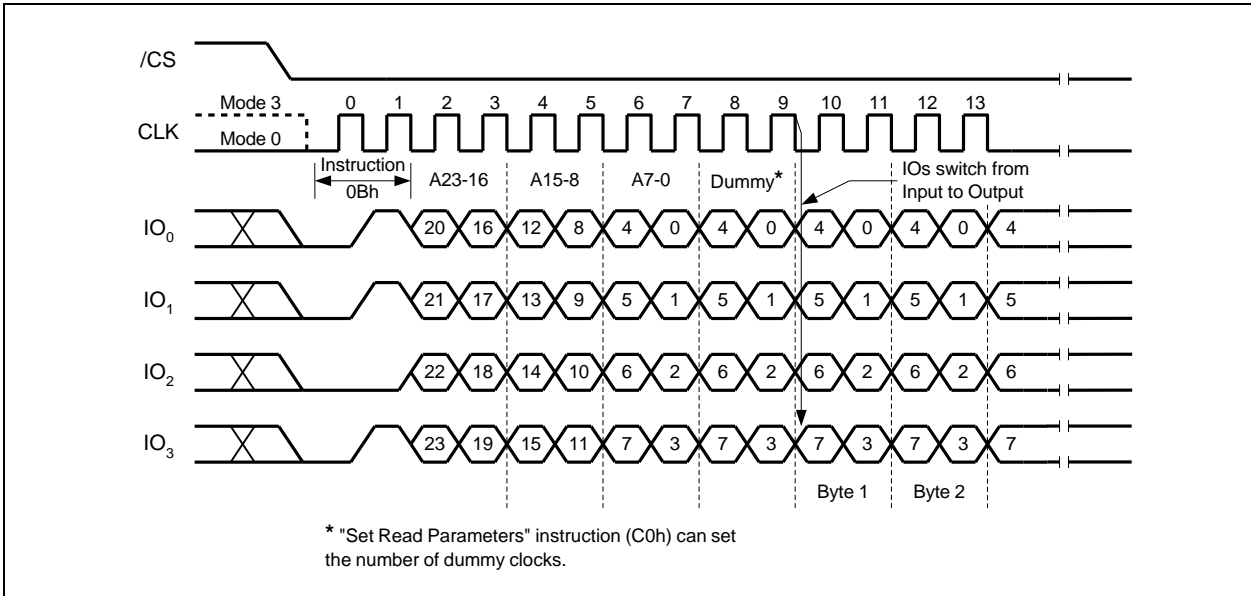 /CS
Mode 3 0 1 2 3 4 5 6 7 8 9 10 11 12 13
CLK
Mode 0
Instruction
0Bh
A23-16 A15-8 A7-0 Dummy*
IOs switch from
Input to Output
IO0 20 16 12 8 4 0 4 0 4 0 4 0 4
IO1 21 17 13 9 5 1 5 1 5 1 5 1 5
IO2 22 18 14 10 6 2 6 2 6 2 6 2 6
IO3 23 19 15 11 7 3 7 3 7 3 7 3 7
Byte 1 Byte 2
* "Set Read Parameters" instruction (C0h) can set
the number of dummy clocks.